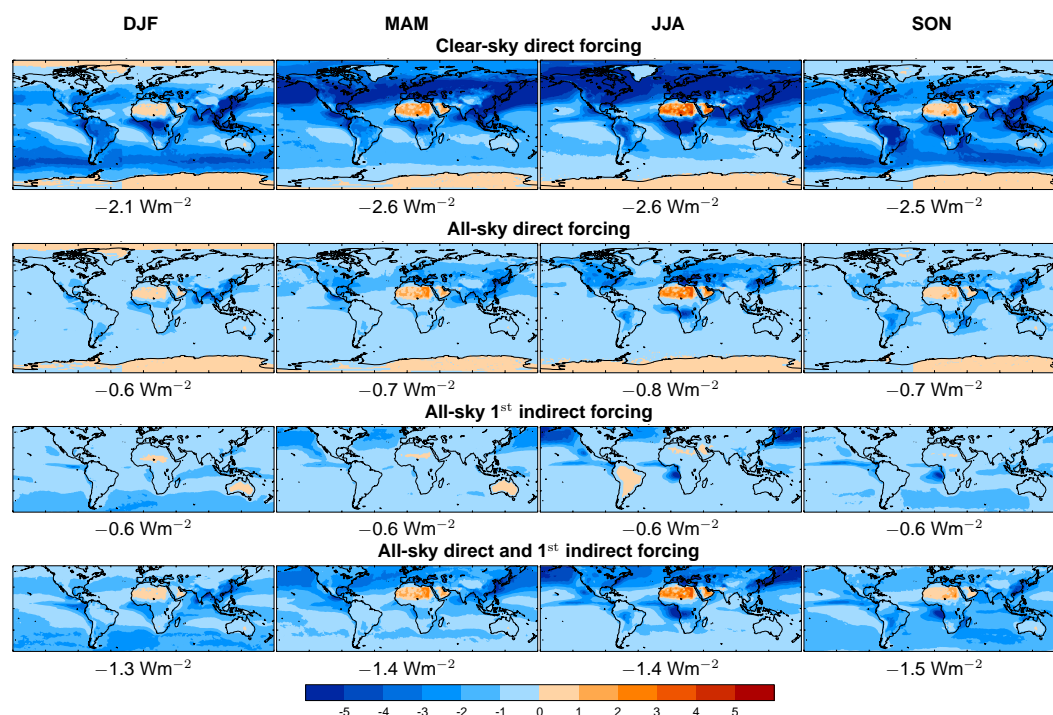 DJF MAM JJA SON
Clear-sky direct forcing
−2.1 Wm−2 −2.6 Wm−2 −2.6 Wm−2 −2.5 Wm−2
All-sky direct forcing
−0.6 Wm−2 −0.7 Wm−2 −0.8 Wm−2 −0.7 Wm−2
All-sky 1st indirect forcing
−0.6 Wm−2 −0.6 Wm−2 −0.6 Wm−2 −0.6 Wm−2
All-sky direct and 1st indirect forcing
−1.3 Wm−2 −1.4 Wm−2 −1.4 Wm−2 −1.5 Wm−2
-5 -4 -3 -2 -1 0 1 2 3 4 5